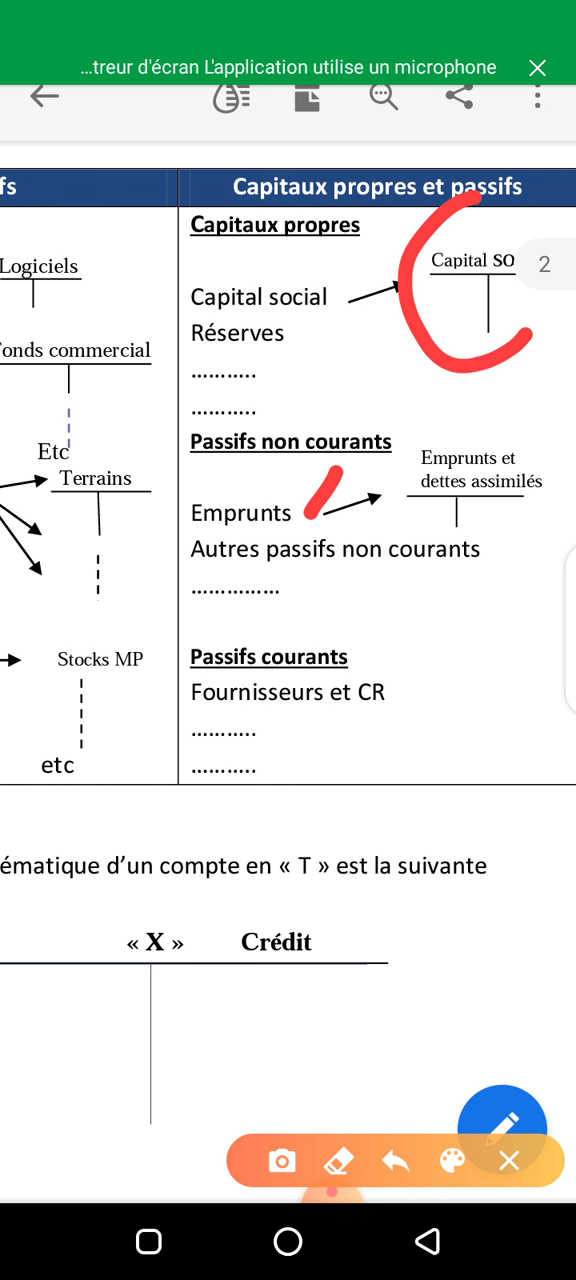 ...treur d'écran L'application utilise un microphone
fs
Capitaux propres et passifs
Capitaux propres
Logiciels
Capital so
2
Capital social
Réserves
onds commercial
...........
...........
Etc
Passifs non courants
Terrains
Emprunts et
dettes assimilés
Emprunts
Autres passifs non courants
...............
Stocks MP
Passifs courants
Fournisseurs et CR
...........
etc
...........
ématique d'un compte en « T » est la suivante
« X »
Crédit